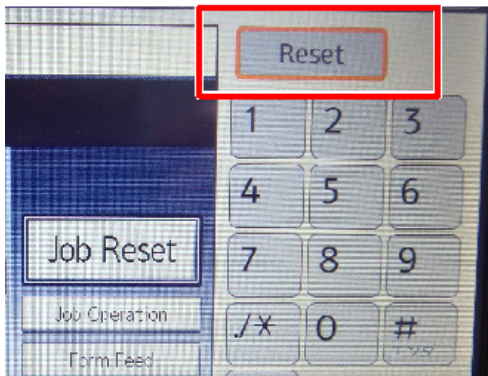 Reset
1 2 3
4 5 6
Job Reset
7 8 9
Job Operation
./* 0 #
Form Feed